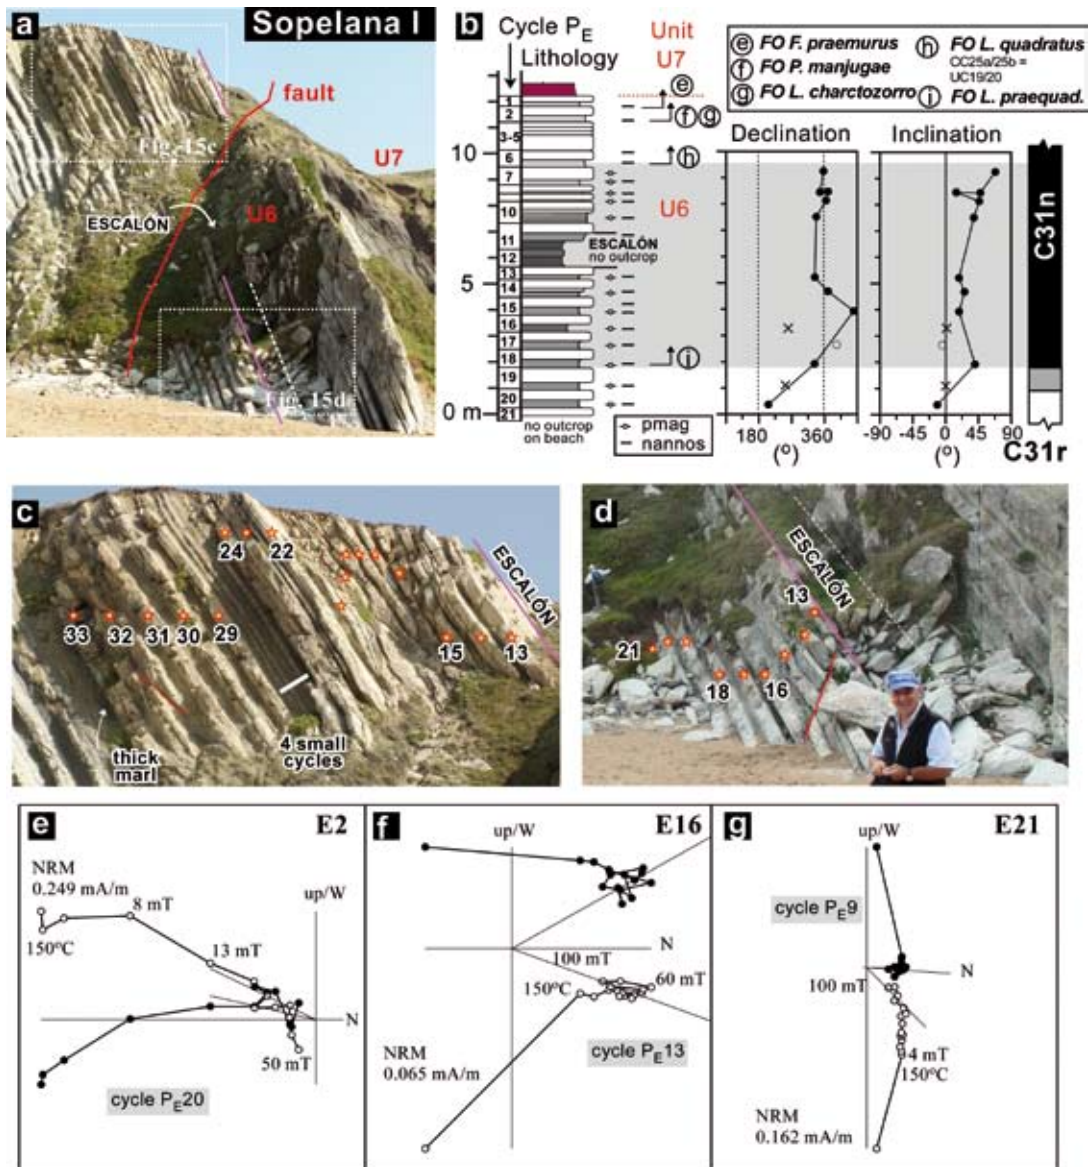 a
Sopelana I
fault
Fig. 15c
U7
ESCALÓN
U6
Fig. 15d
b
Cycle PE
Lithology
Unit
U7
e FO F. praemurus
f FO P. manjugae
g FO L. charctozorro
h FO L. quadratus
CC25a/25b =
UC19/20
i FO L. praequad.
e
1
2
f g
3-5
10
6
h
7
U6
10
11
ESCALÓN
12
no outcrop
13
5
14
15
16
17
18
i
19
20
0 m
21
no outcrop
on beach
pmag
nannos
Declination
Inclination
180 360
(°)
-90 -45 0 45 90
(°)
C31n
C31r
c
24 22
33 32 31 30 29
15 13
ESCALÓN
thick
marl
4 small
cycles
d
13
ESCALÓN
21
18 16
e
E2
NRM
0.249 mA/m
8 mT
up/W
150°C
13 mT
N
50 mT
cycle PE20
f
up/W
E16
N
100 mT
150°C
60 mT
NRM
0.065 mA/m
cycle PE13
g
up/W
E21
cycle PE9
N
100 mT
4 mT
150°C
NRM
0.162 mA/m